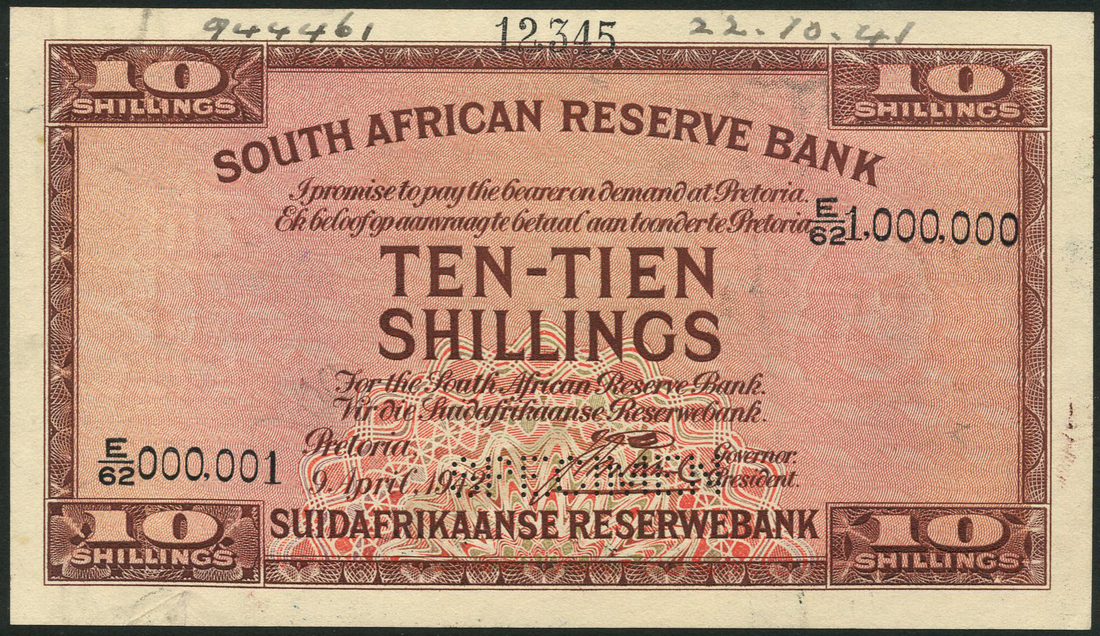 944461 12,345 22.10.41
10 SHILLINGS
10 SHILLINGS
SOUTH AFRICAN RESERVE BANK
I promise to pay the bearer on demand at Pretoria.
Ek beloof op aanvraag te betaal aan toonder te Pretoria
E/62 1,000,000
TEN-TIEN
SHILLINGS
For the South African Reserve Bank.
Vir die Suidafrikaanse Reserwebank.
Pretoria,
Governor.
E/62 000,001
9 April
President.
SUIDAFRIKAANSE RESERWEBANK
10 SHILLINGS
10 SHILLINGS